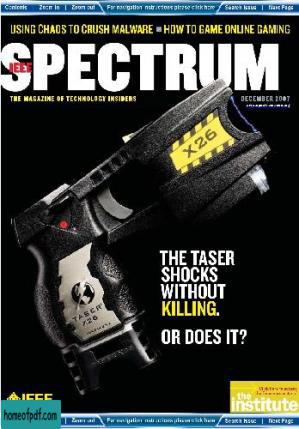 Contents Zoom in Zoom out For navigation instructions please click here Search Issue Next Page
USING CHAOS TO CRUSH MALWARE HOW TO GAME ONLINE GAMING
IEEE
SPECTRUM
THE MAGAZINE OF TECHNOLOGY INSIDERS
DECEMBER 2007
X26
TASER
X26
THE TASER
SHOCKS
WITHOUT
KILLING.
OR DOES IT?
IEEE
the
institute
homeofpdf.com
Zoom out For navigation instructions please click here Search Issue Next Page